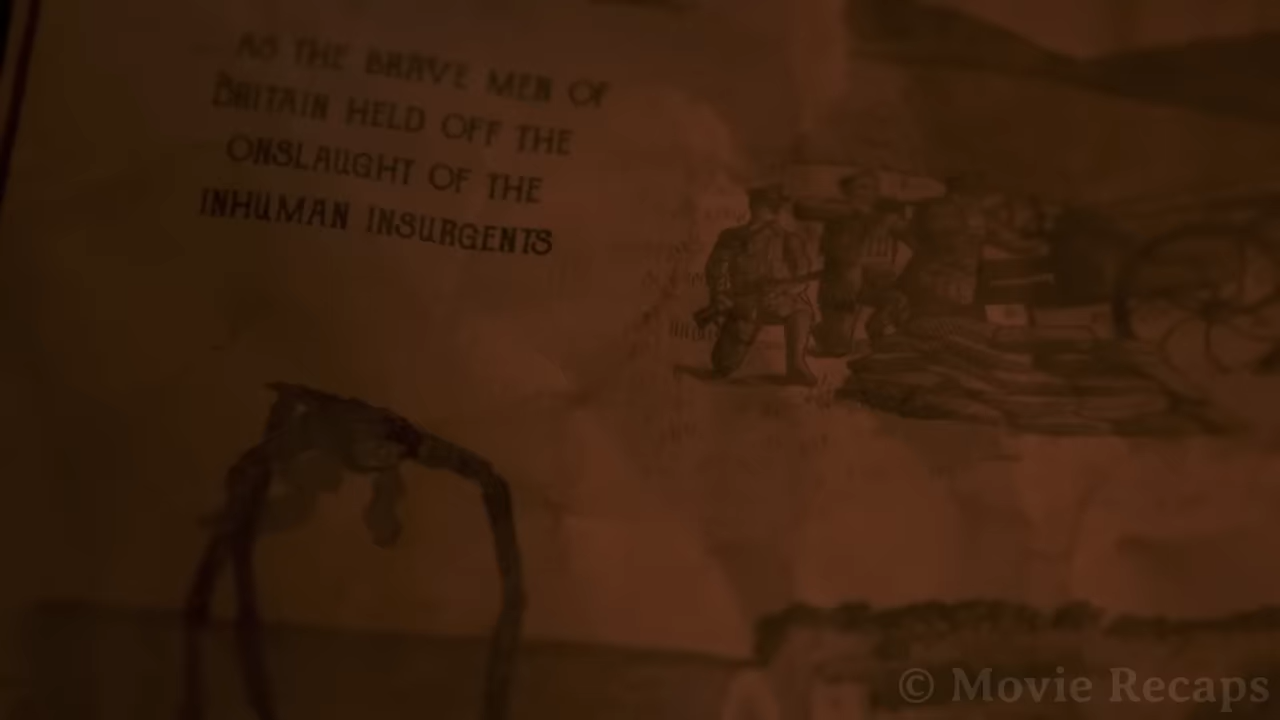 AS THE BRAVE MEN OF
BRITAIN HELD OFF THE
ONSLAUGHT OF THE
INHUMAN INSURGENTS
© Movie Recaps